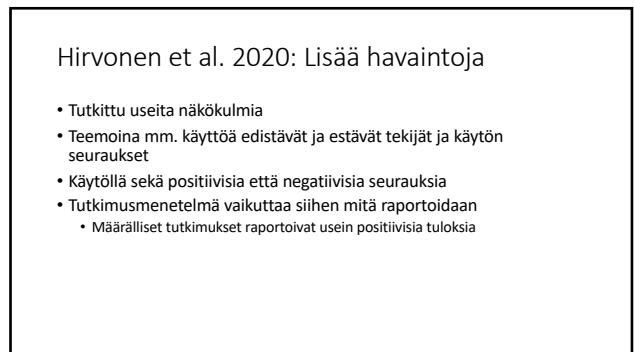 Hirvonen et al. 2020: Lisää havaintoja
• Tutkittu useita näkökulmia
• Teemoina mm. käyttöä edistävät ja estävät tekijät ja käytön
seuraukset
• Käytöllä sekä positiivisia että negatiivisia seurauksia
• Tutkimusmenetelmä vaikuttaa siihen mitä raportoidaan
• Määrälliset tutkimukset raportoivat usein positiivisia tuloksia